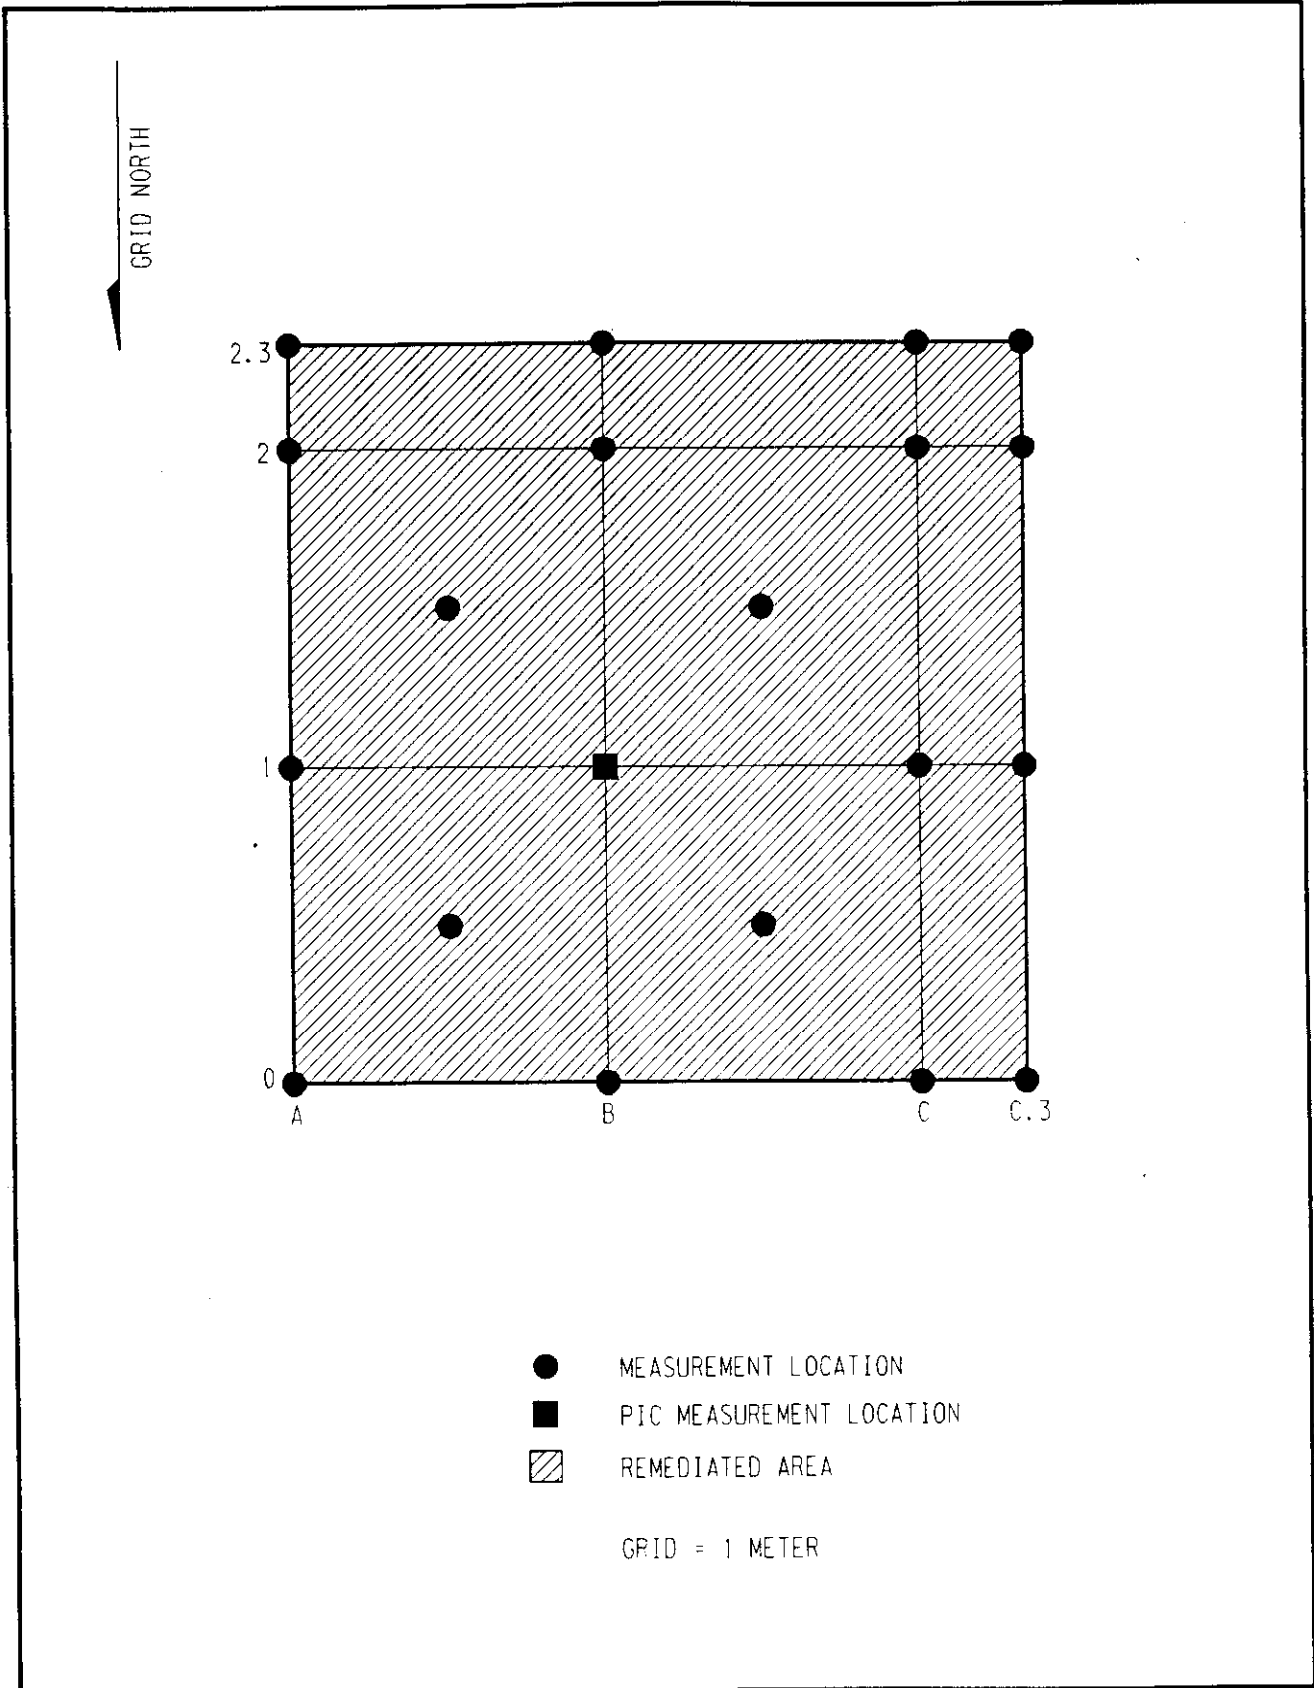 GRID NORTH
2.3
2
1
0
A B C C.3
MEASUREMENT LOCATION
PIC MEASUREMENT LOCATION
REMEDIATED AREA
GRID = 1 METER